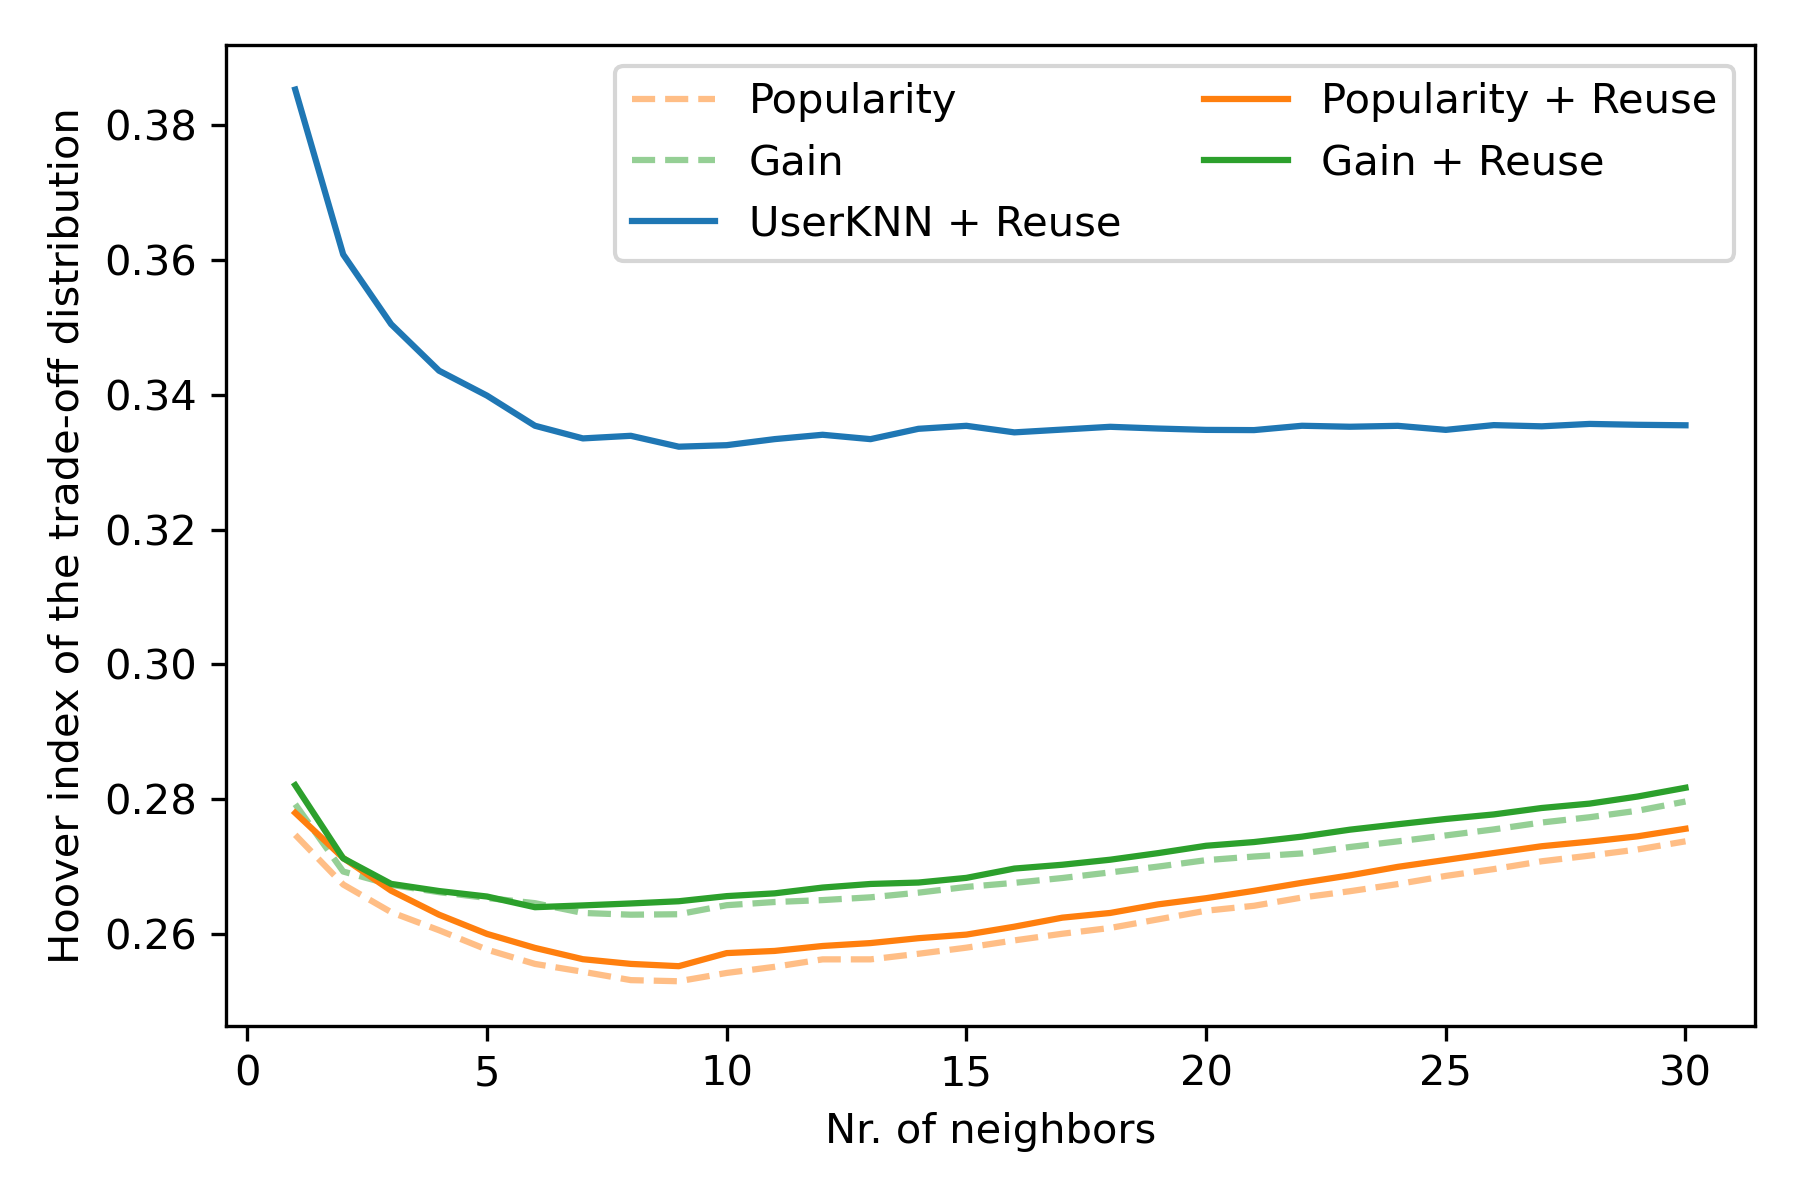 Hoover index of the trade-off distribution
0.38
0.36
0.34
0.32
0.30
0.28
0.26
Popularity
Gain
UserKNN + Reuse
Popularity + Reuse
Gain + Reuse
0 5 10 15 20 25 30
Nr. of neighbors